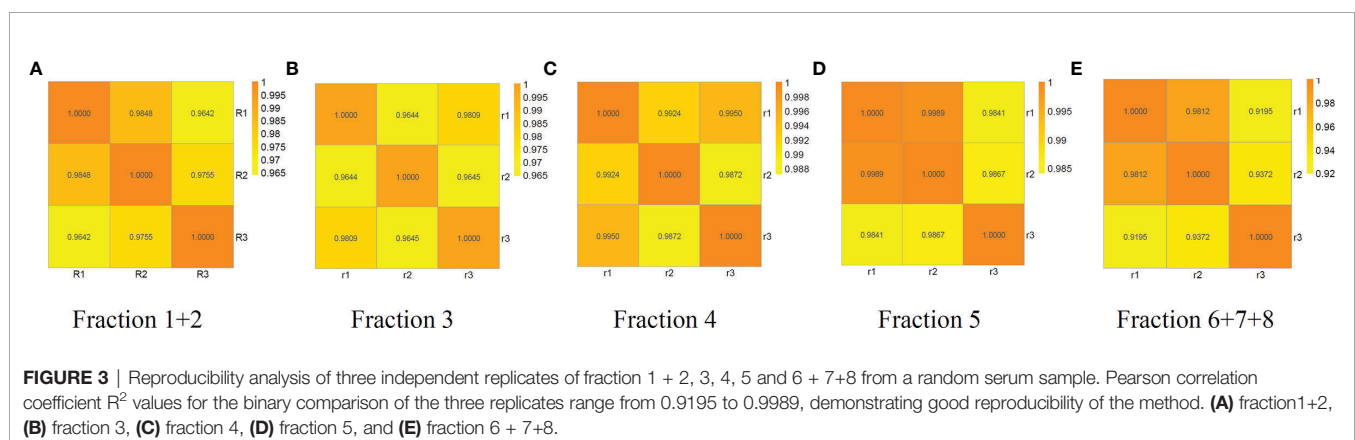 A
1.0000 0.9848 0.9642 R1
0.9848 1.0000 0.9755 R2
0.9642 0.9755 1.0000 R3
R1 R2 R3
1
0.995
0.99
0.985
0.98
0.975
0.97
0.965
Fraction 1+2
B
1.0000 0.9644 0.9809 r1
0.9644 1.0000 0.9645 r2
0.9809 0.9645 1.0000 r3
r1 r2 r3
1
0.995
0.99
0.985
0.98
0.975
0.97
0.965
Fraction 3
C
1.0000 0.9924 0.9950 r1
0.9924 1.0000 0.9872 r2
0.9950 0.9872 1.0000 r3
r1 r2 r3
1
0.998
0.996
0.994
0.992
0.99
0.988
Fraction 4
D
1.0000 0.9989 0.9841 r1
0.9989 1.0000 0.9867 r2
0.9841 0.9867 1.0000 r3
r1 r2 r3
1
0.995
0.99
0.985
Fraction 5
E
1.0000 0.9812 0.9195 r1
0.9812 1.0000 0.9372 r2
0.9195 0.9372 1.0000 r3
r1 r2 r3
1
0.98
0.96
0.94
0.92
Fraction 6+7+8
FIGURE 3 | Reproducibility analysis of three independent replicates of fraction 1 + 2, 3, 4, 5 and 6 + 7+8 from a random serum sample. Pearson correlation
coefficient R² values for the binary comparison of the three replicates range from 0.9195 to 0.9989, demonstrating good reproducibility of the method. (A) fraction1+2,
(B) fraction 3, (C) fraction 4, (D) fraction 5, and (E) fraction 6 + 7+8.